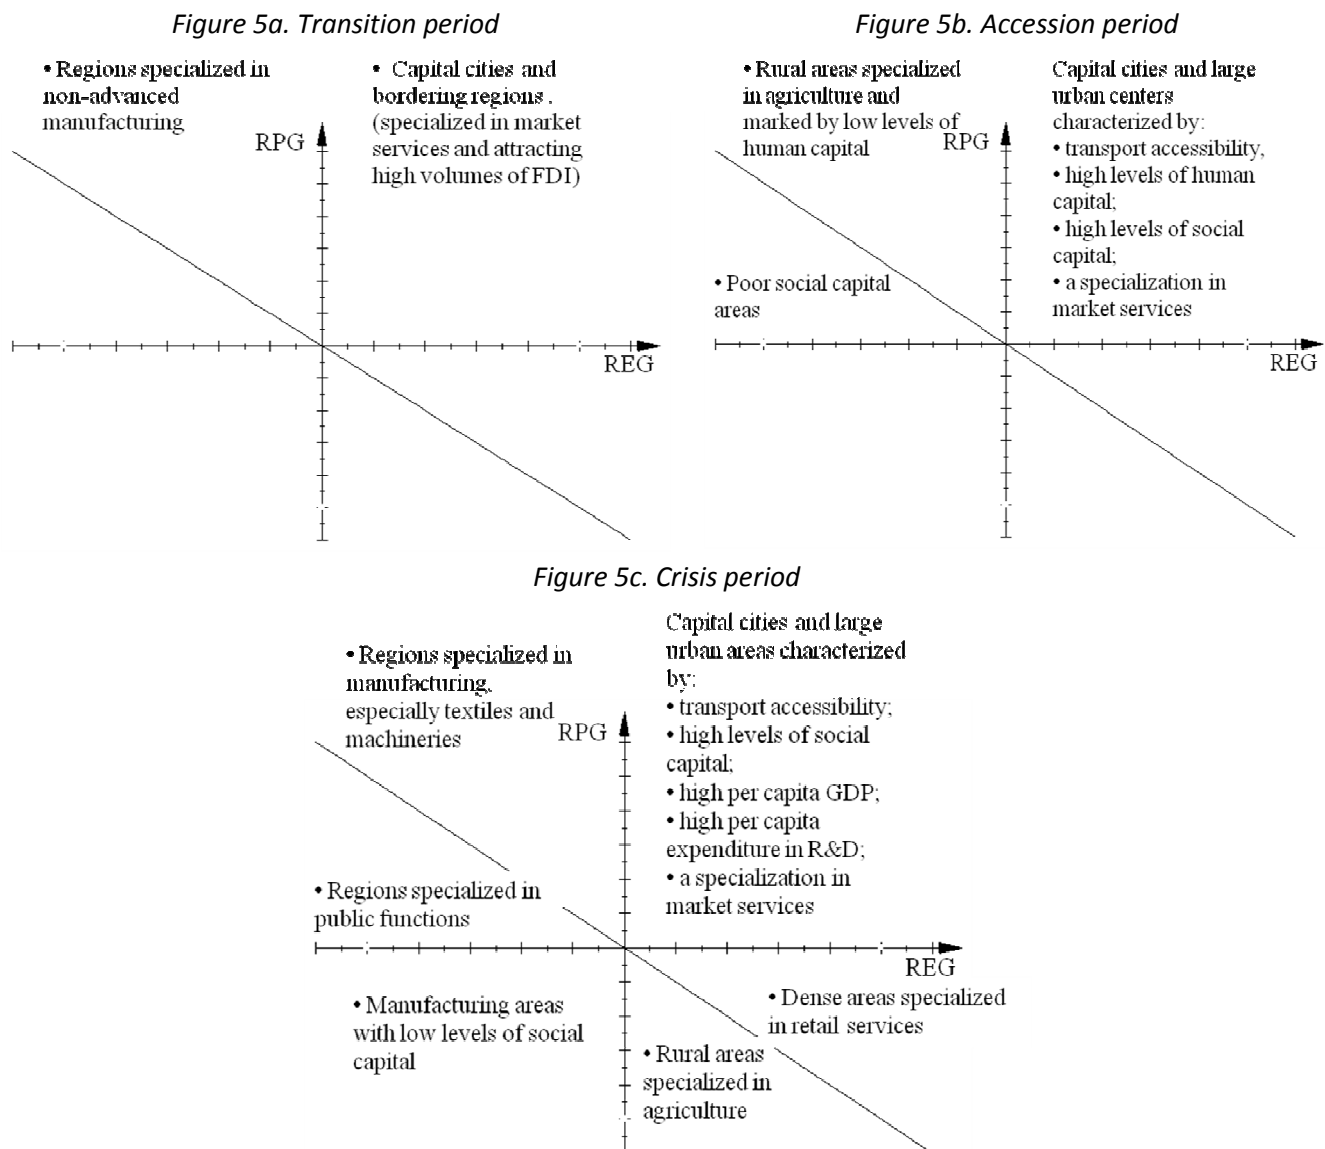 Figure 5a. Transition period
• Regions specialized in
non-advanced
manufacturing
• Capital cities and
bordering regions .
(specialized in market
services and attracting
high volumes of FDI)
RPG
REG
Figure 5b. Accession period
• Rural areas specialized
in agriculture and
marked by low levels of
human capital
RPG
Capital cities and large
urban centers
characterized by:
• transport accessibility,
• high levels of human
capital;
• high levels of social
capital;
• a specialization in
market services
• Poor social capital
areas
REG
Figure 5c. Crisis period
• Regions specialized in
manufacturing,
especially textiles and
machineries
RPG
Capital cities and large
urban areas characterized
by:
• transport accessibility;
• high levels of social
capital;
• high per capita GDP;
• high per capita
expenditure in R&D;
• a specialization in
market services
• Regions specialized in
public functions
REG
• Manufacturing areas
with low levels of social
capital
• Dense areas specialized
in retail services
• Rural areas
specialized in
agriculture